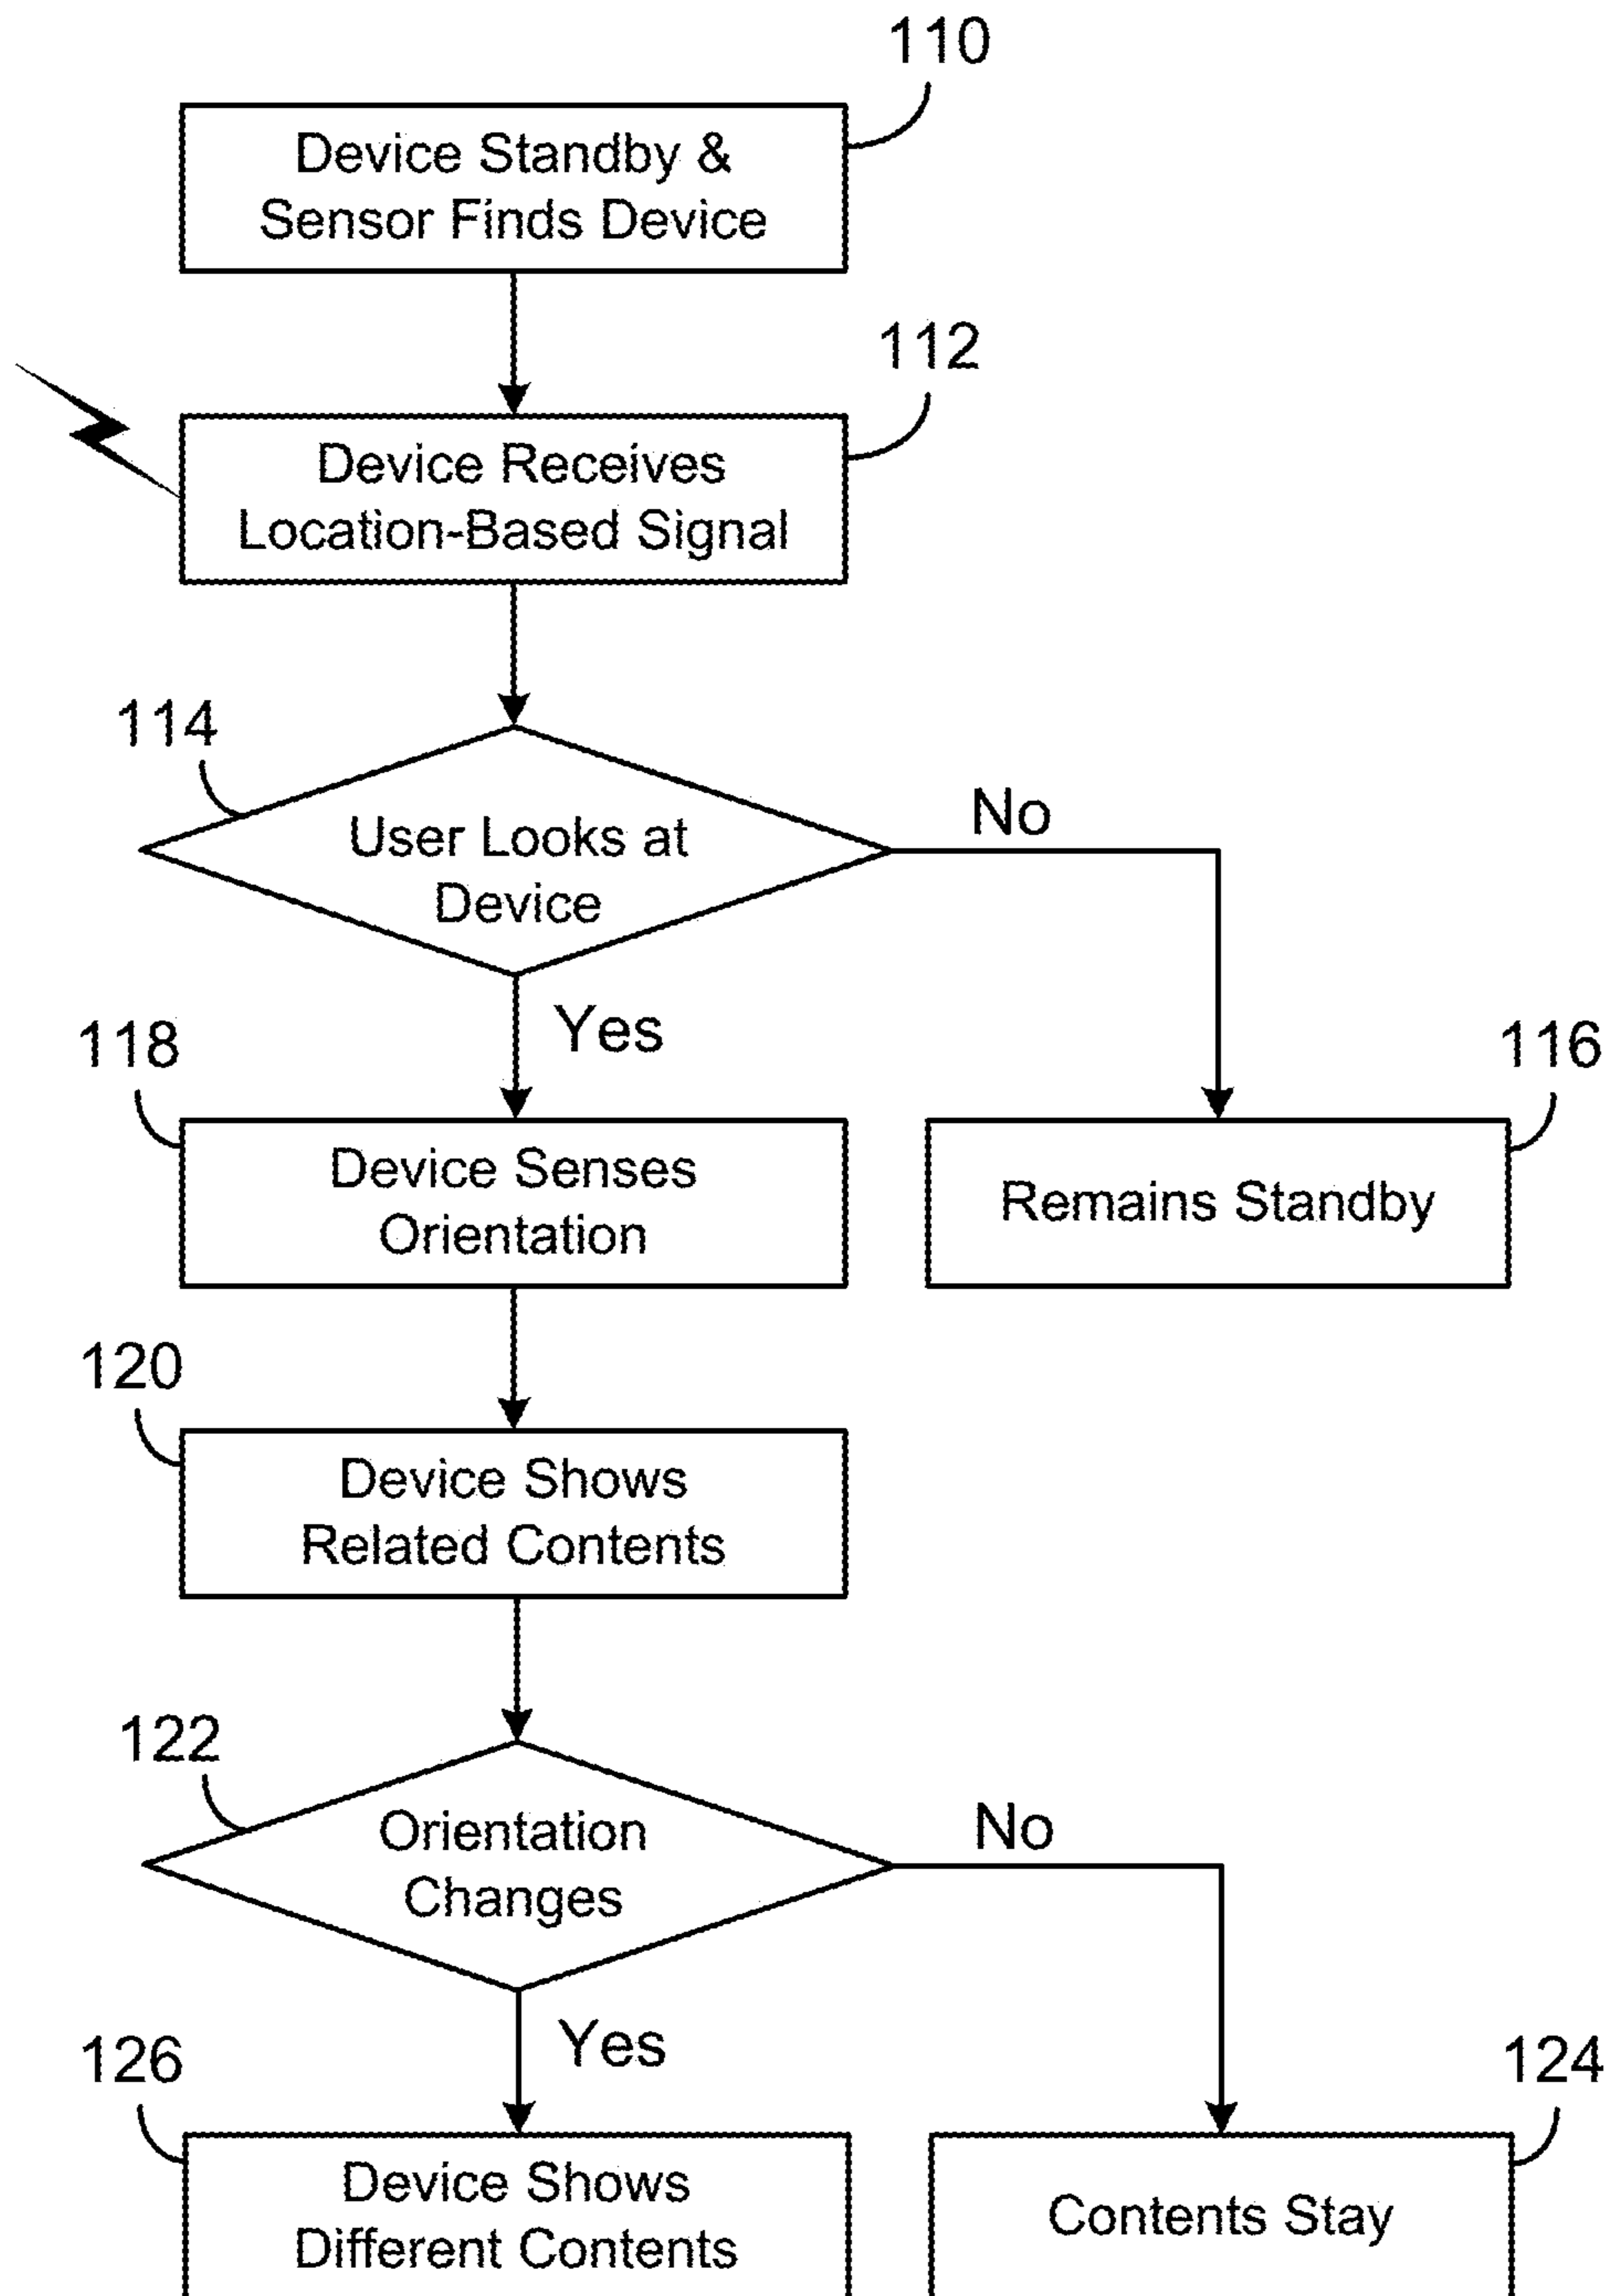 110
Device Standby &
Sensor Finds Device
112
Device Receives
Location-Based Signal
114
User Looks at
Device
No
Yes
118
116
Device Senses
Orientation
Remains Standby
120
Device Shows
Related Contents
122
Orientation
Changes
No
Yes
126
124
Device Shows
Different Contents
Contents Stay